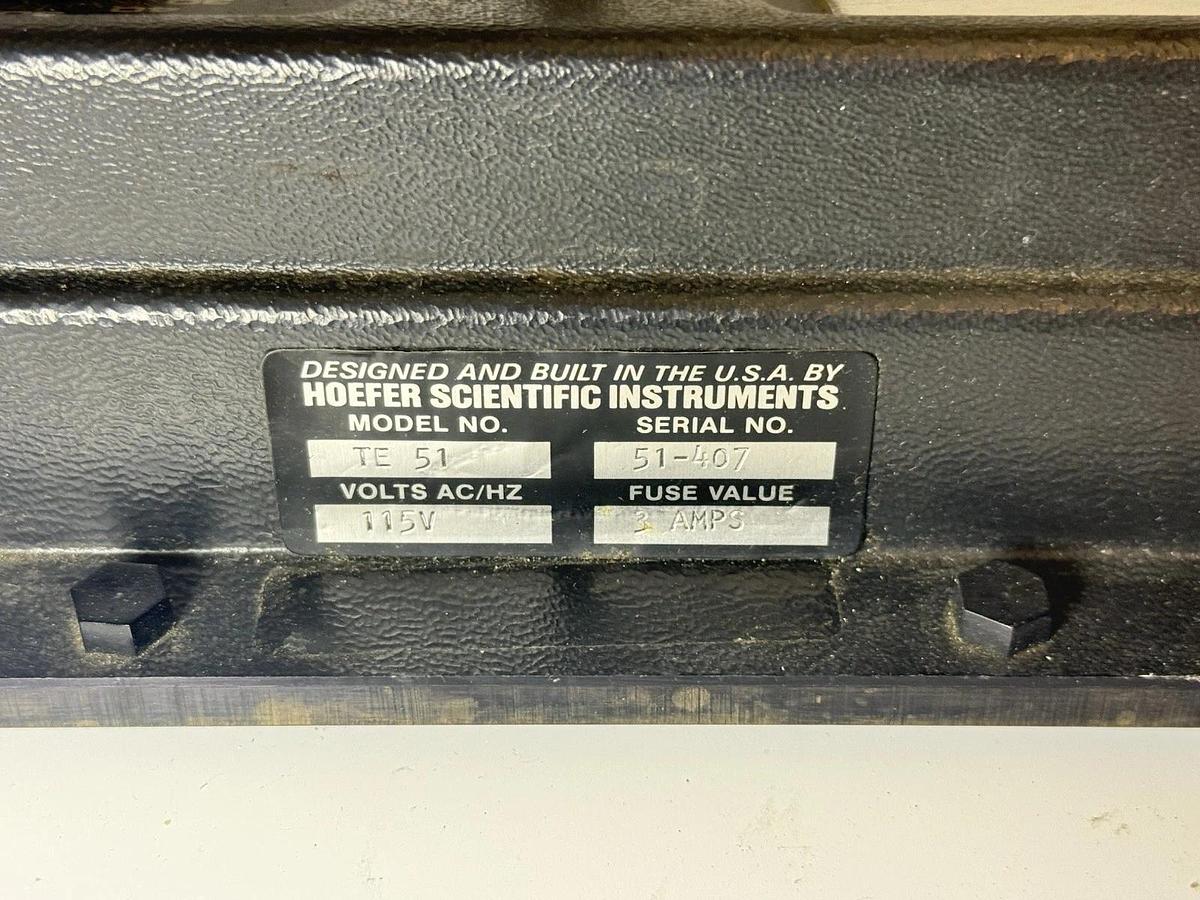 DESIGNED AND BUILT IN THE U.S.A. BY
HOEFER SCIENTIFIC INSTRUMENTS
MODEL NO. SERIAL NO.
TE 51 51-407
VOLTS AC/HZ FUSE VALUE
115V 3 AMPS